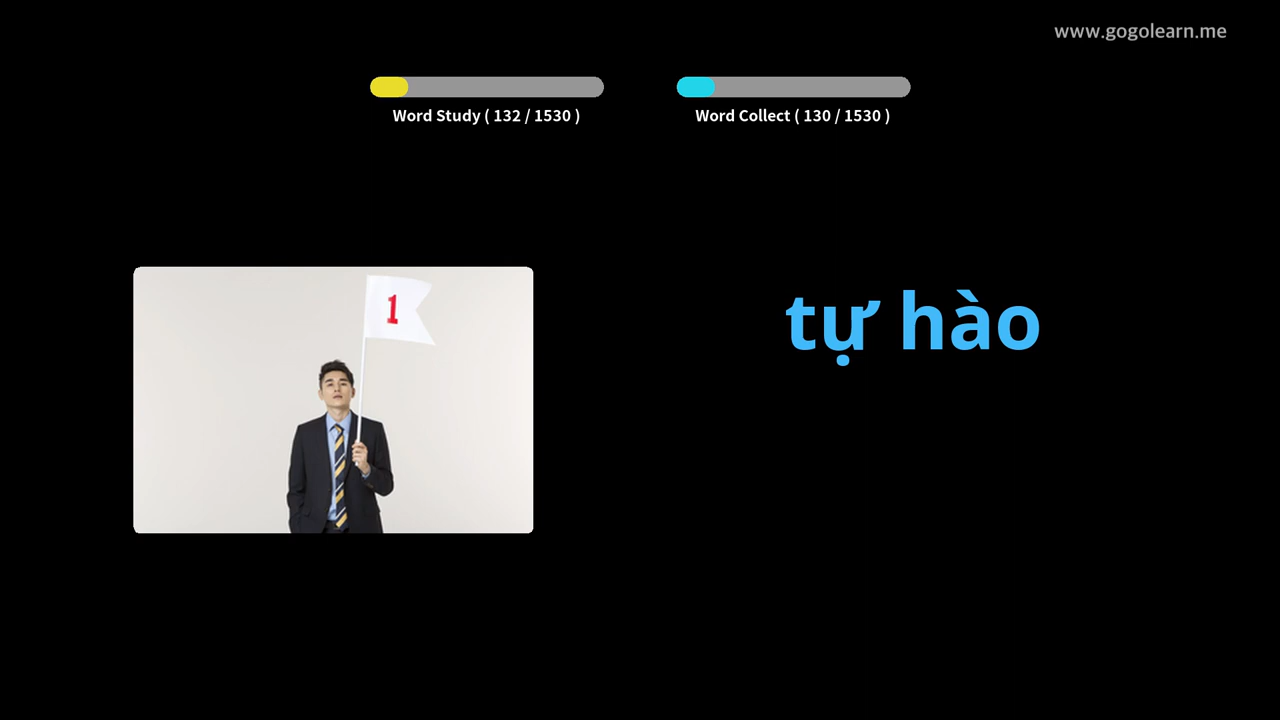 www.gogolearn.me
Word Study ( 132 / 1530 )
Word Collect ( 130 / 1530 )
1
tự hào